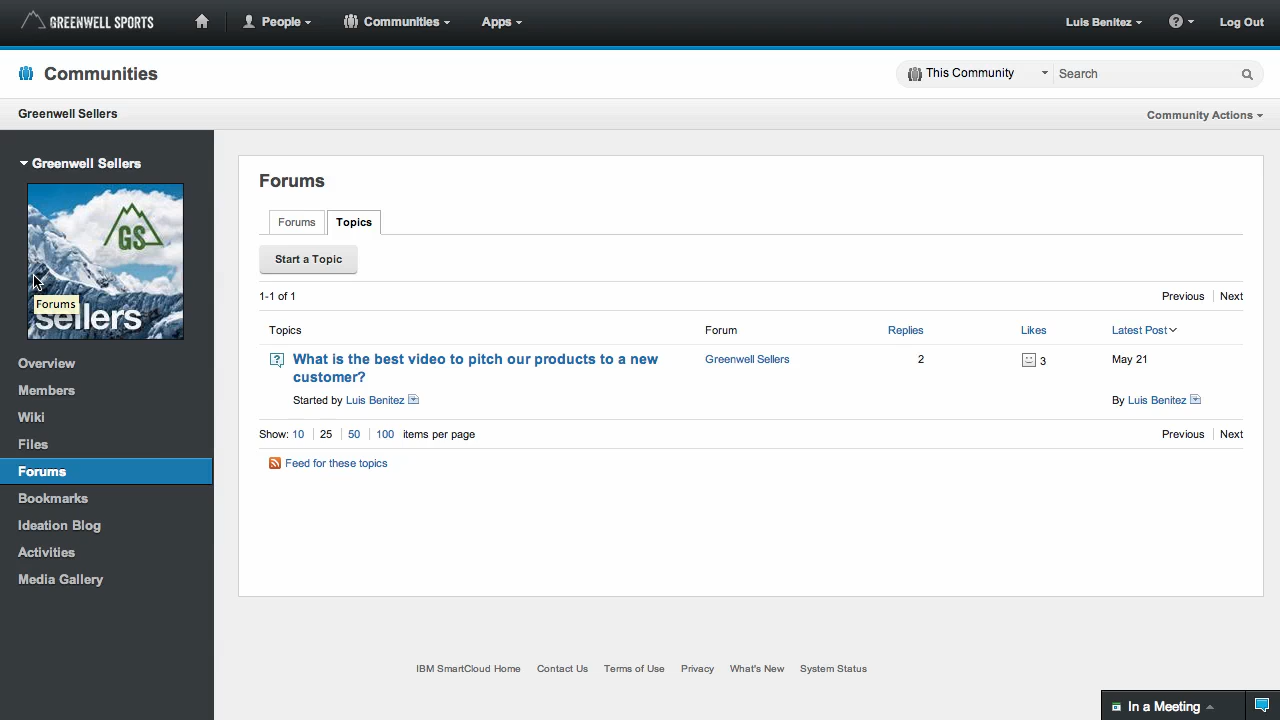 GREENWELL SPORTS People Communities Apps Luis Benitez ? Log Out
Communities This Community Search
Greenwell Sellers Community Actions
Greenwell Sellers
GS
Forums
sellers
Overview
Members
Wiki
Files
Forums
Bookmarks
Ideation Blog
Activities
Media Gallery
Forums
Forums Topics
Start a Topic
1-1 of 1 Previous Next
Topics Forum Replies Likes Latest Post
? What is the best video to pitch our products to a new Greenwell Sellers 2 3 May 21
customer?
Started by Luis Benitez By Luis Benitez
Show: 10 25 50 100 items per page Previous Next
Feed for these topics
IBM SmartCloud Home Contact Us Terms of Use Privacy What's New System Status
In a Meeting